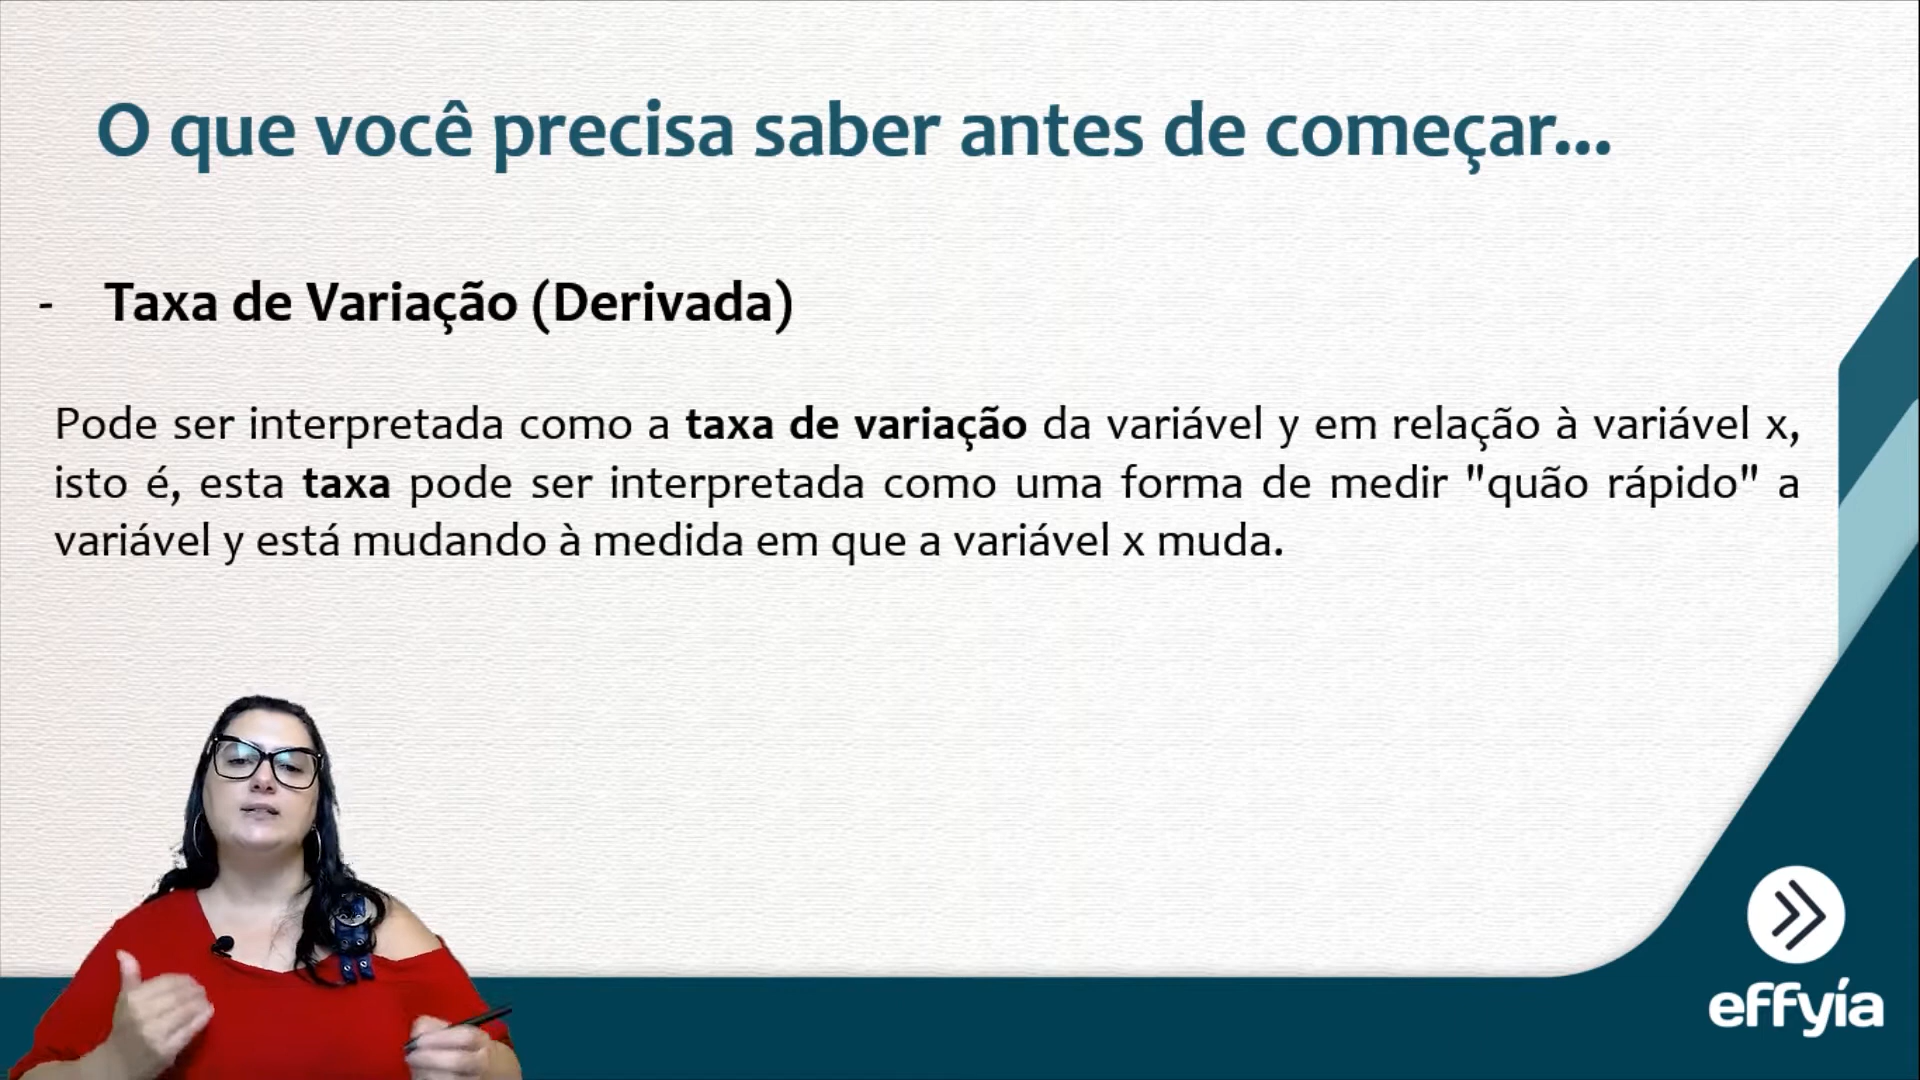 O que você precisa saber antes de começar...
- Taxa de Variação (Derivada)
Pode ser interpretada como a taxa de variação da variável y em relação à variável x,
isto é, esta taxa pode ser interpretada como uma forma de medir "quão rápido" a
variável y está mudando à medida em que a variável x muda.
effyía